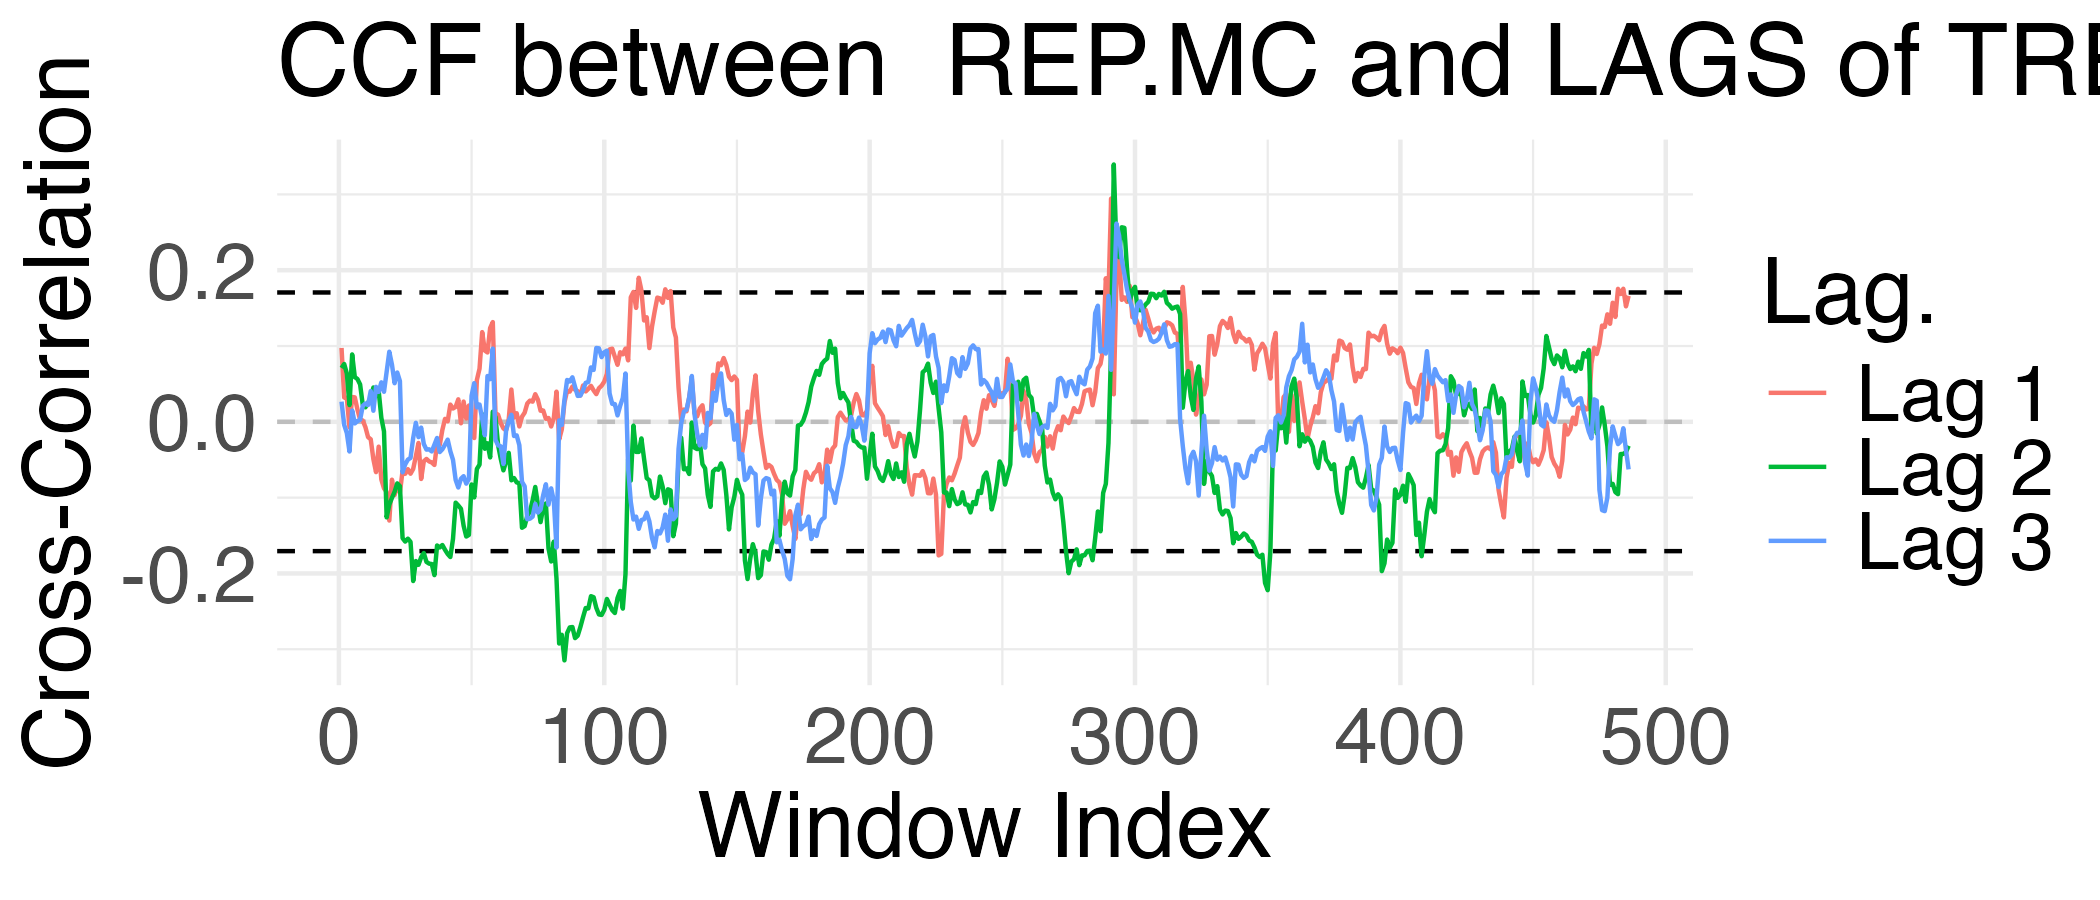 CCF between  REP.MC and LAGS of TRE
Cross-Correlation
0.2
0.0
-0.2
0
100
200
300
400
500
Window Index
Lag.
Lag 1
Lag 2
Lag 3